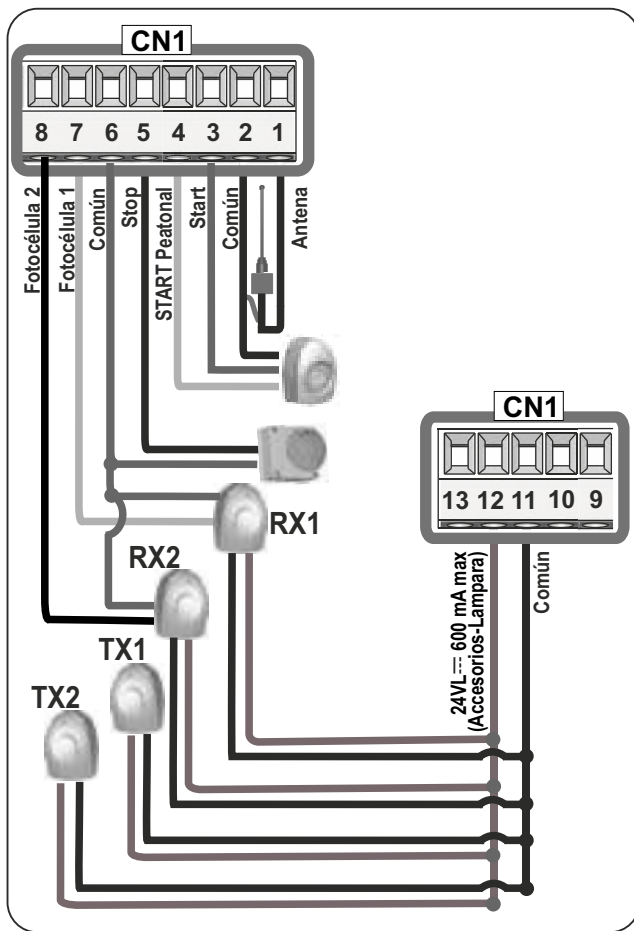 CN1
8 7 6 5 4 3 2 1
Fotocélula 2
Fotocélula 1
Común
Stop
START Peatonal
Start
Común
Antena
CN1
13 12 11 10 9
RX1
RX2
TX1
TX2
24VL⎓ 600 mA max
(Accesorios-Lampara)
Común